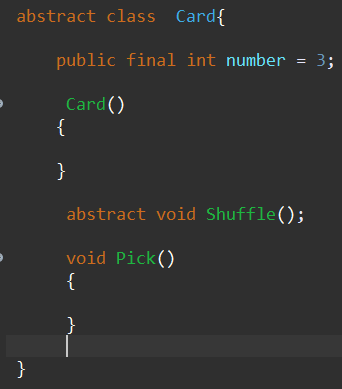 abstract class  Card{
public final int number = 3;
Card()
{
}
abstract void Shuffle();
void Pick()
{
}
}